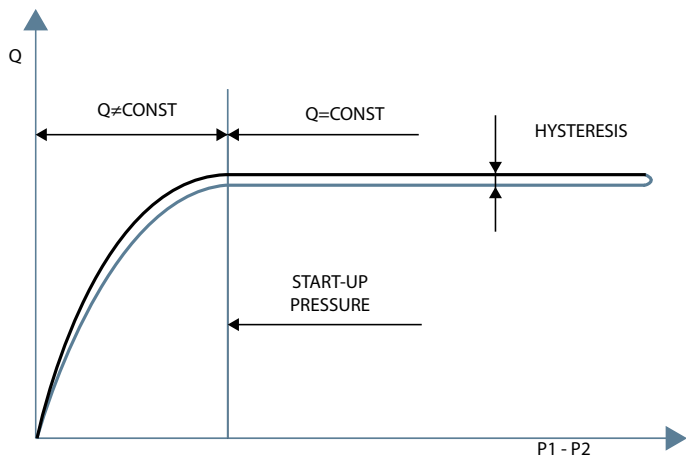 Q
Q≠CONST
Q=CONST
HYSTERESIS
START-UP
PRESSURE
P1 - P2